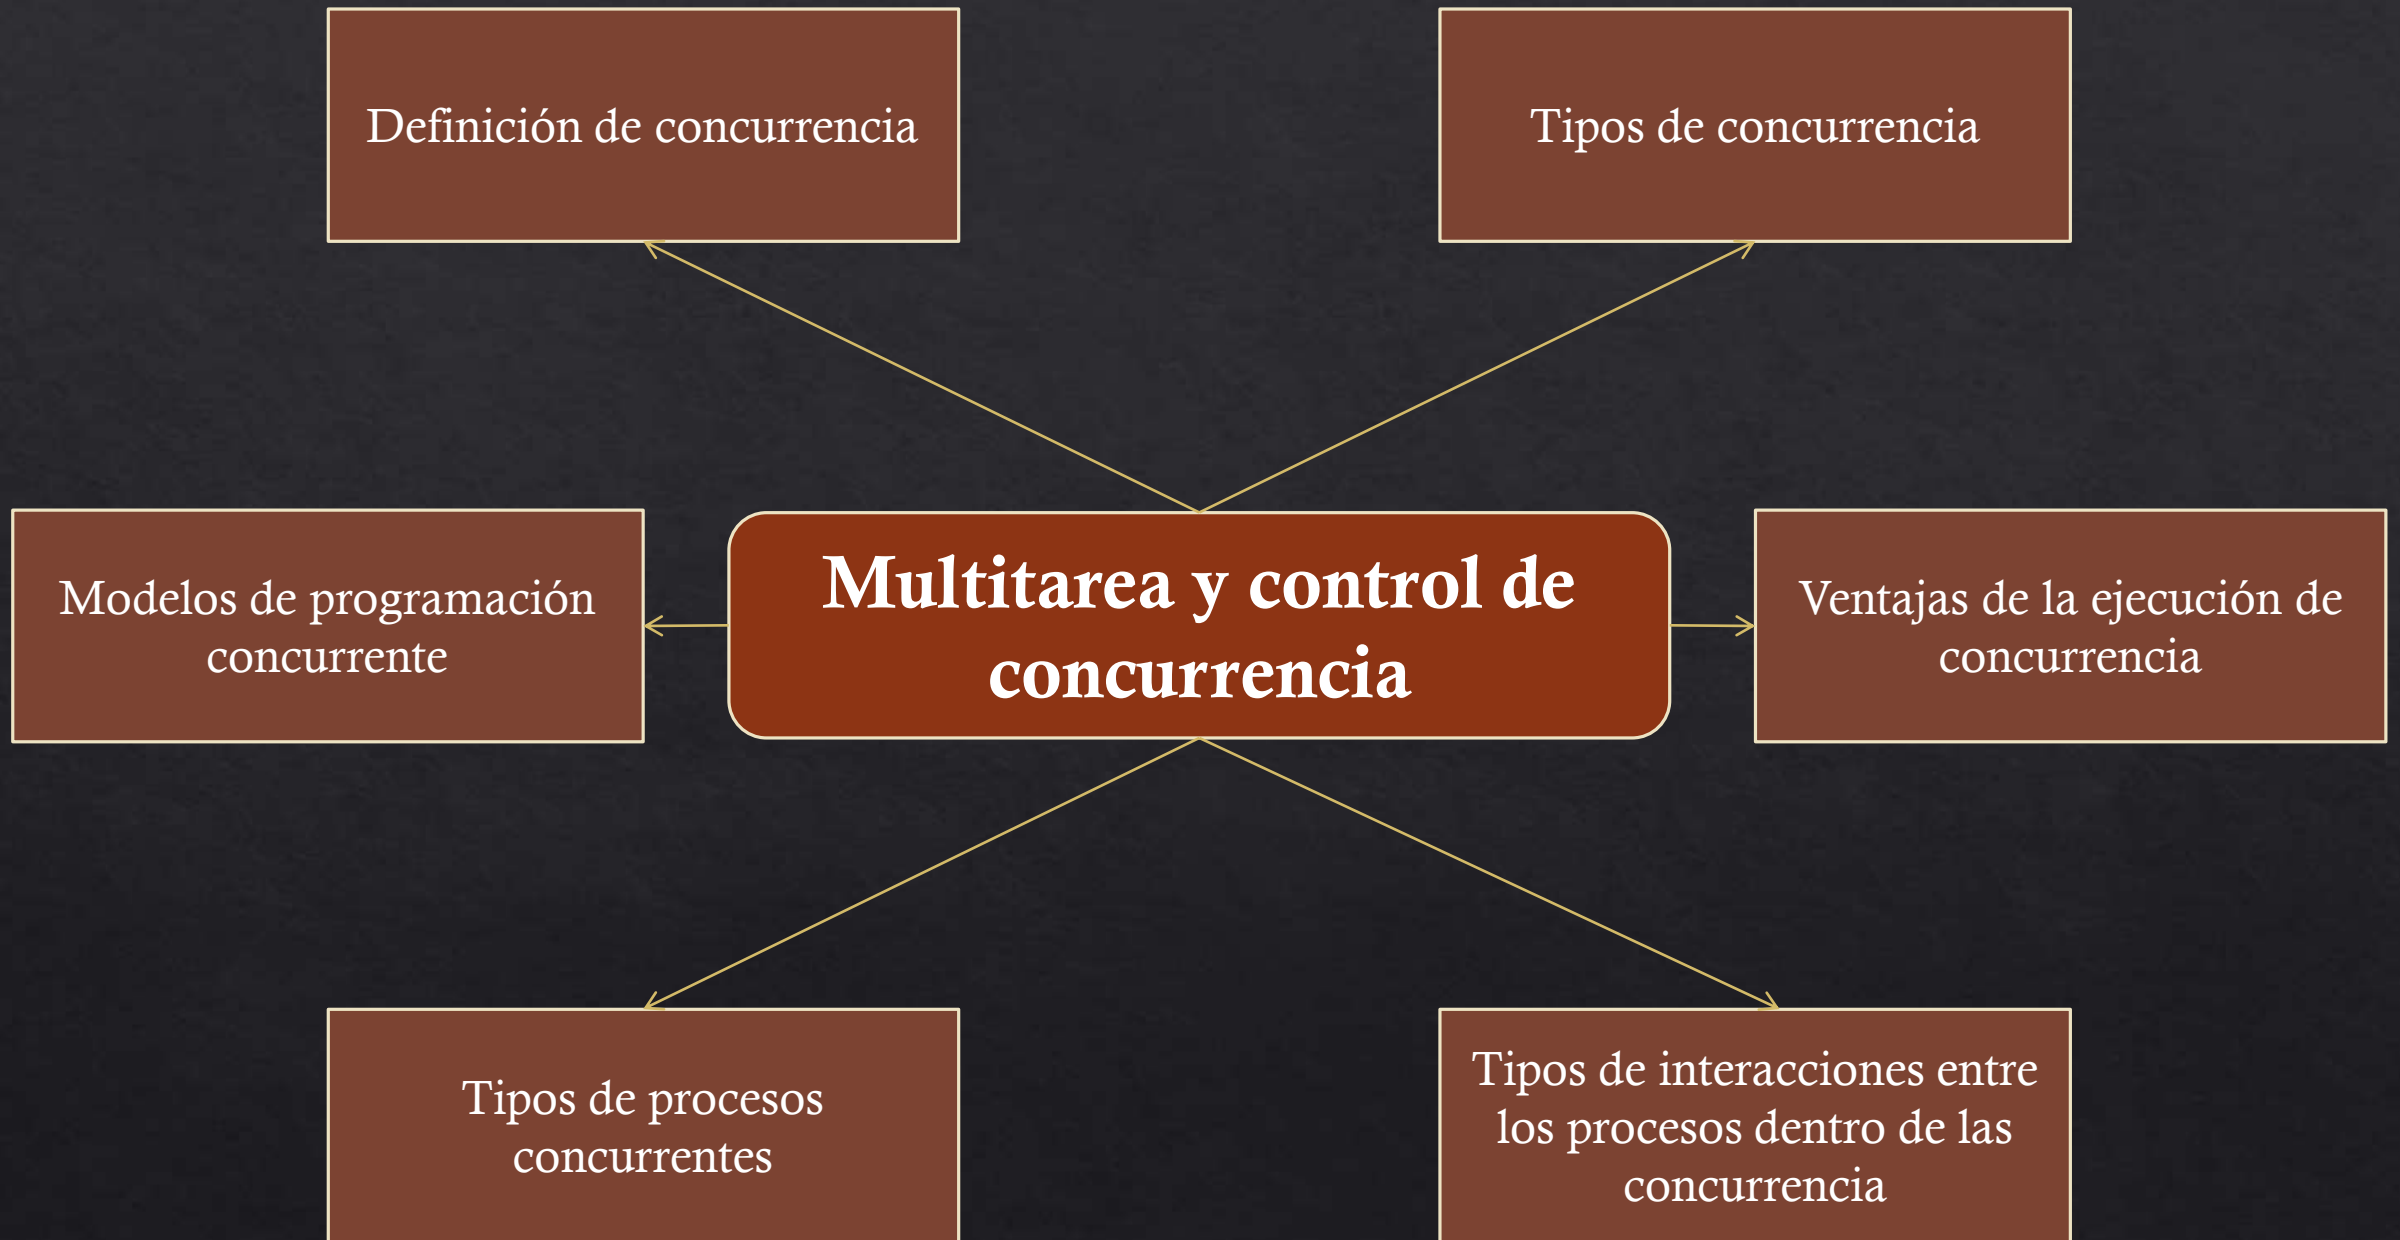 Definición de concurrencia
Tipos de concurrencia
Modelos de programación
concurrente
Multitarea y control de
concurrencia
Ventajas de la ejecución de
concurrencia
Tipos de procesos
concurrentes
Tipos de interacciones entre
los procesos dentro de las
concurrencia